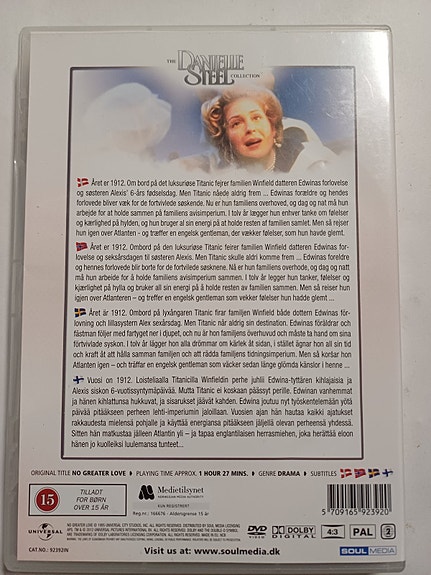 THE
DANIELLE
STEEL
COLLECTION
Året er 1912. Om bord på det luksuriøse Titanic fejrer familien Winfield datteren Edwinas forlovelse
og søsteren Alexis' 6-års fødselsdag. Men Titanic nåede aldrig frem ... Edwinas forældre og hendes
forlovede bliver væk for de fortvivlede søskende. Nu er hun familiens overhoved, og dag og nat må hun
arbejde for at holde sammen på familiens avisimperium. I tolv år lægger hun enhver tanke om følelser
og kærlighed på hylden, og hun bruger al sin energi på at holde resten af familien samlet. Men så rejser
hun igen over Atlanten - og træffer en engelsk gentleman, der vækker følelser, som hun havde glemt ...
Året er 1912. Ombord på den luksuriøse Titanic feirer familien Winfield datteren Edwinas for-
lovelse og seksårsdagen til søsteren Alexis. Men Titanic skulle aldri komme frem ... Edwinas foreldre
og hennes forlovede blir borte for de fortvilede søsknene. Nå er hun familiens overhode, og dag og natt
må hun arbeide for å holde familiens avisimperium sammen. I tolv år legger hun tanker, følelser og
kjærlighet på hylla og bruker all sin energi på å holde resten av familien sammen. Men så reiser
hun igjen over Atlanteren – og treffer en engelsk gentleman som vekker følelser hun hadde glemt ...
Året är 1912. Ombord på lyxångaren Titanic firar familjen Winfield både dottern Edwinas för-
lovning och lillasystern Alex sexårsdag. Men Titanic når aldrig sin destination. Edwinas föräldrar och
fästman följer med fartyget ner i djupet, och nu är hon familjens överhuvud och måste ta hand om sina
förtvivlade syskon. I tolv år lägger hon alla drömmar om kärlek åt sidan, i stället ägnar hon all sin tid
och kraft åt att hålla samman familjen och att rädda familjens tidningsimperium. Men så korsar hon
Atlanten igen – och träffar en engelsk gentleman som väcker sedan länge glömda känslor i henne ...
Vuosi on 1912. Loistelialla Titanicilla Winfieldin perhe juhlii Edwina-tyttären kihlajaisia ja
Alexis siskon 6-vuotissyntymäpäivää. Mutta Titanic ei koskaan päässyt perille. Edwinan vanhemmat
ja hänen kihlattunsa hukkuvat, ja sisarukset jäävät kahden. Edwina joutuu nyt työskentelemään yötä
päivää pitääkseen perheen lehti-imperiumin jaloillaan. Vuosien ajan hän hautaa kaikki ajatukset
rakkaudesta mielensä pohjalle ja käyttää energiansa pitääkseen jäljellä olevan perheensä yhdessä.
Sitten hän matkustaa jälleen Atlantin yli – ja tapaa englantilaisen herrasmiehen, joka herättää eloon
hänen jo kuolleiksi luulemansa tunteet...
ORIGINAL TITLE NO GREATER LOVE ▸ PLAYING TIME APPROX. 1 HOUR 27 MINS. ▸ GENRE DRAMA ▸ SUBTITLES
15
TILLADT
FOR BØRN
OVER 15 ÅR
Medietilsynet
NORWEGIAN MEDIA AUTHORITY
KUN REGISTRERT
Reg.nr.: 166676 - Aldersgrense 15 år
5 709165 923920
UNIVERSAL
DVD
VIDEO
DOLBY
DIGITAL
4:3
PAL
2
CAT.NO.: 92392IN
Visit us at: www.soulmedia.dk
SOUL MEDIA